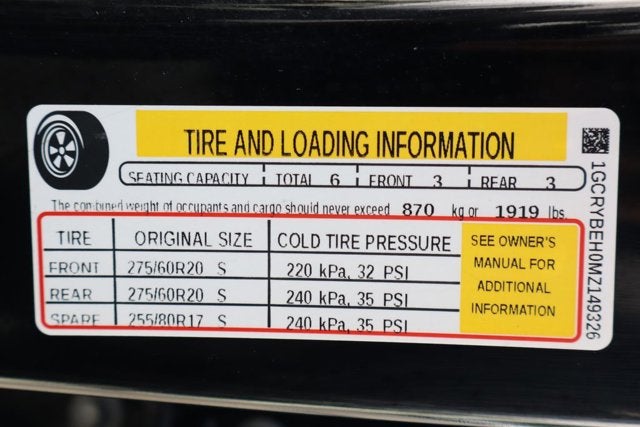 TIRE AND LOADING INFORMATION
SEATING CAPACITY TOTAL 6 FRONT 3 REAR 3
The combined weight of occupants and cargo should never exceed 870 kg or 1919 lbs.
TIRE ORIGINAL SIZE COLD TIRE PRESSURE
FRONT 275/60R20 S 220 kPa, 32 PSI
REAR 275/60R20 S 240 kPa, 35 PSI
SPARE 255/80R17 S 240 kPa, 35 PSI
SEE OWNER'S
MANUAL FOR
ADDITIONAL
INFORMATION
1GCRYBEH0MZ149326